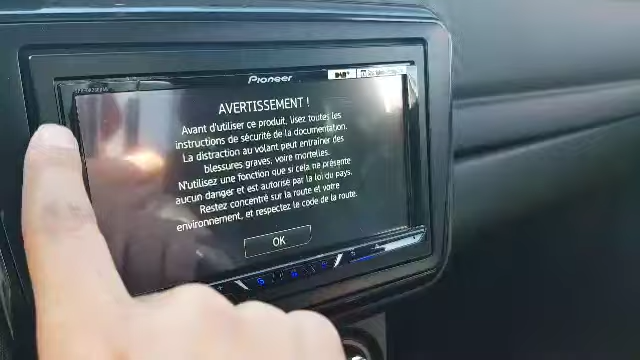 Pioneer
DAB+
AVERTISSEMENT !
Avant d'utiliser ce produit, lisez toutes les
instructions de sécurité de la documentation.
La distraction au volant peut entraîner des
blessures graves, voire mortelles.
N'utilisez une fonction que si cela ne présente
aucun danger et est autorisé par la loi du pays.
Restez concentré sur la route et votre
environnement, et respectez le code de la route.
OK